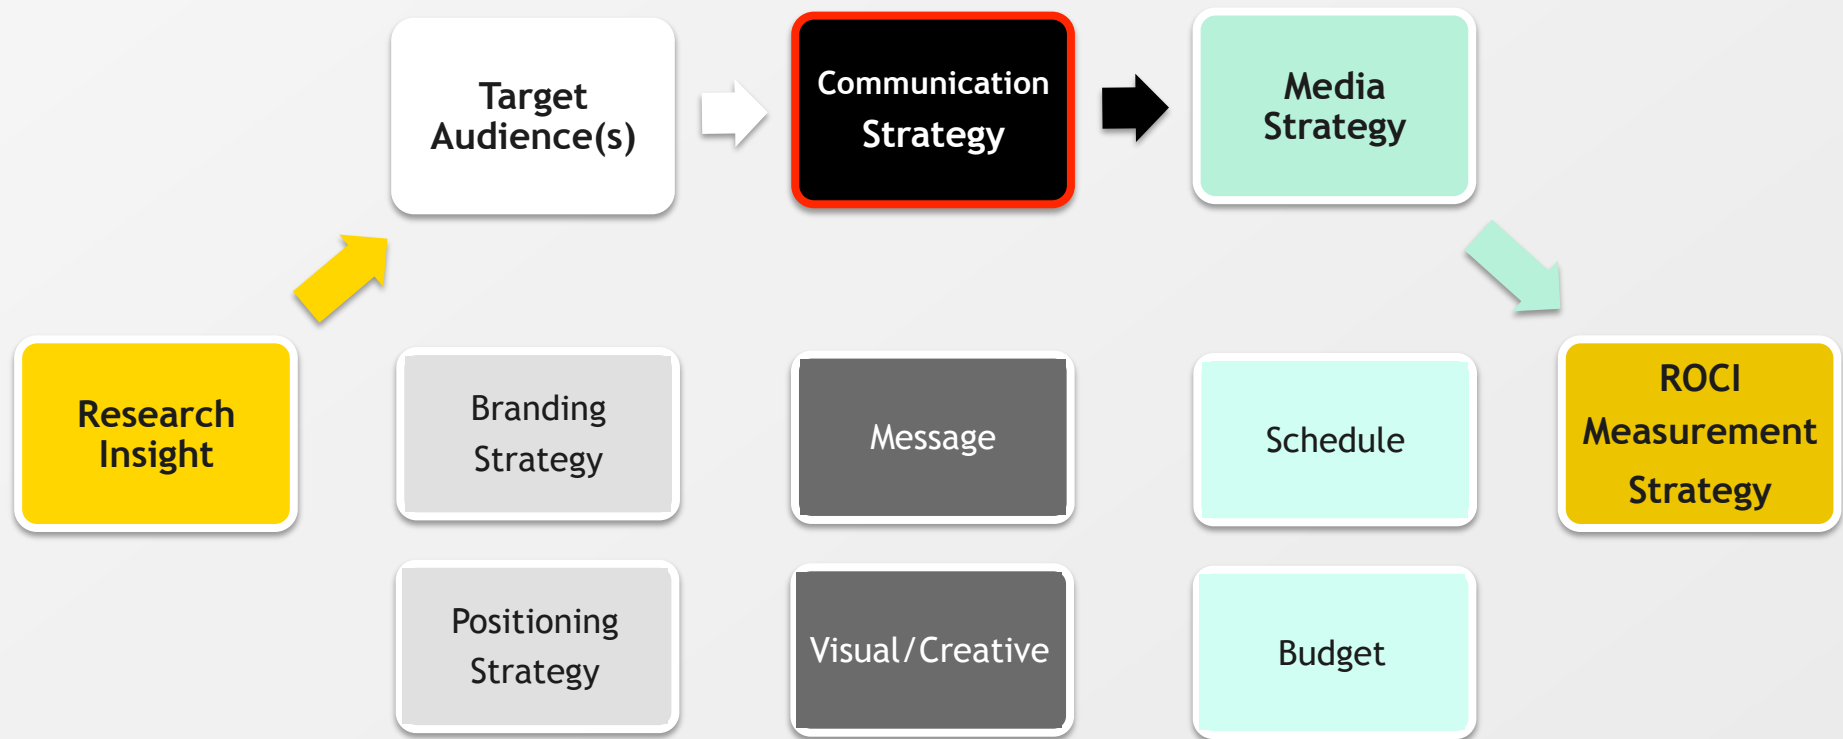 Target
Audience(s)
Communication
Strategy
Media
Strategy
Research
Insight
Branding
Strategy
Message
Schedule
ROCI
Measurement
Strategy
Positioning
Strategy
Visual/Creative
Budget